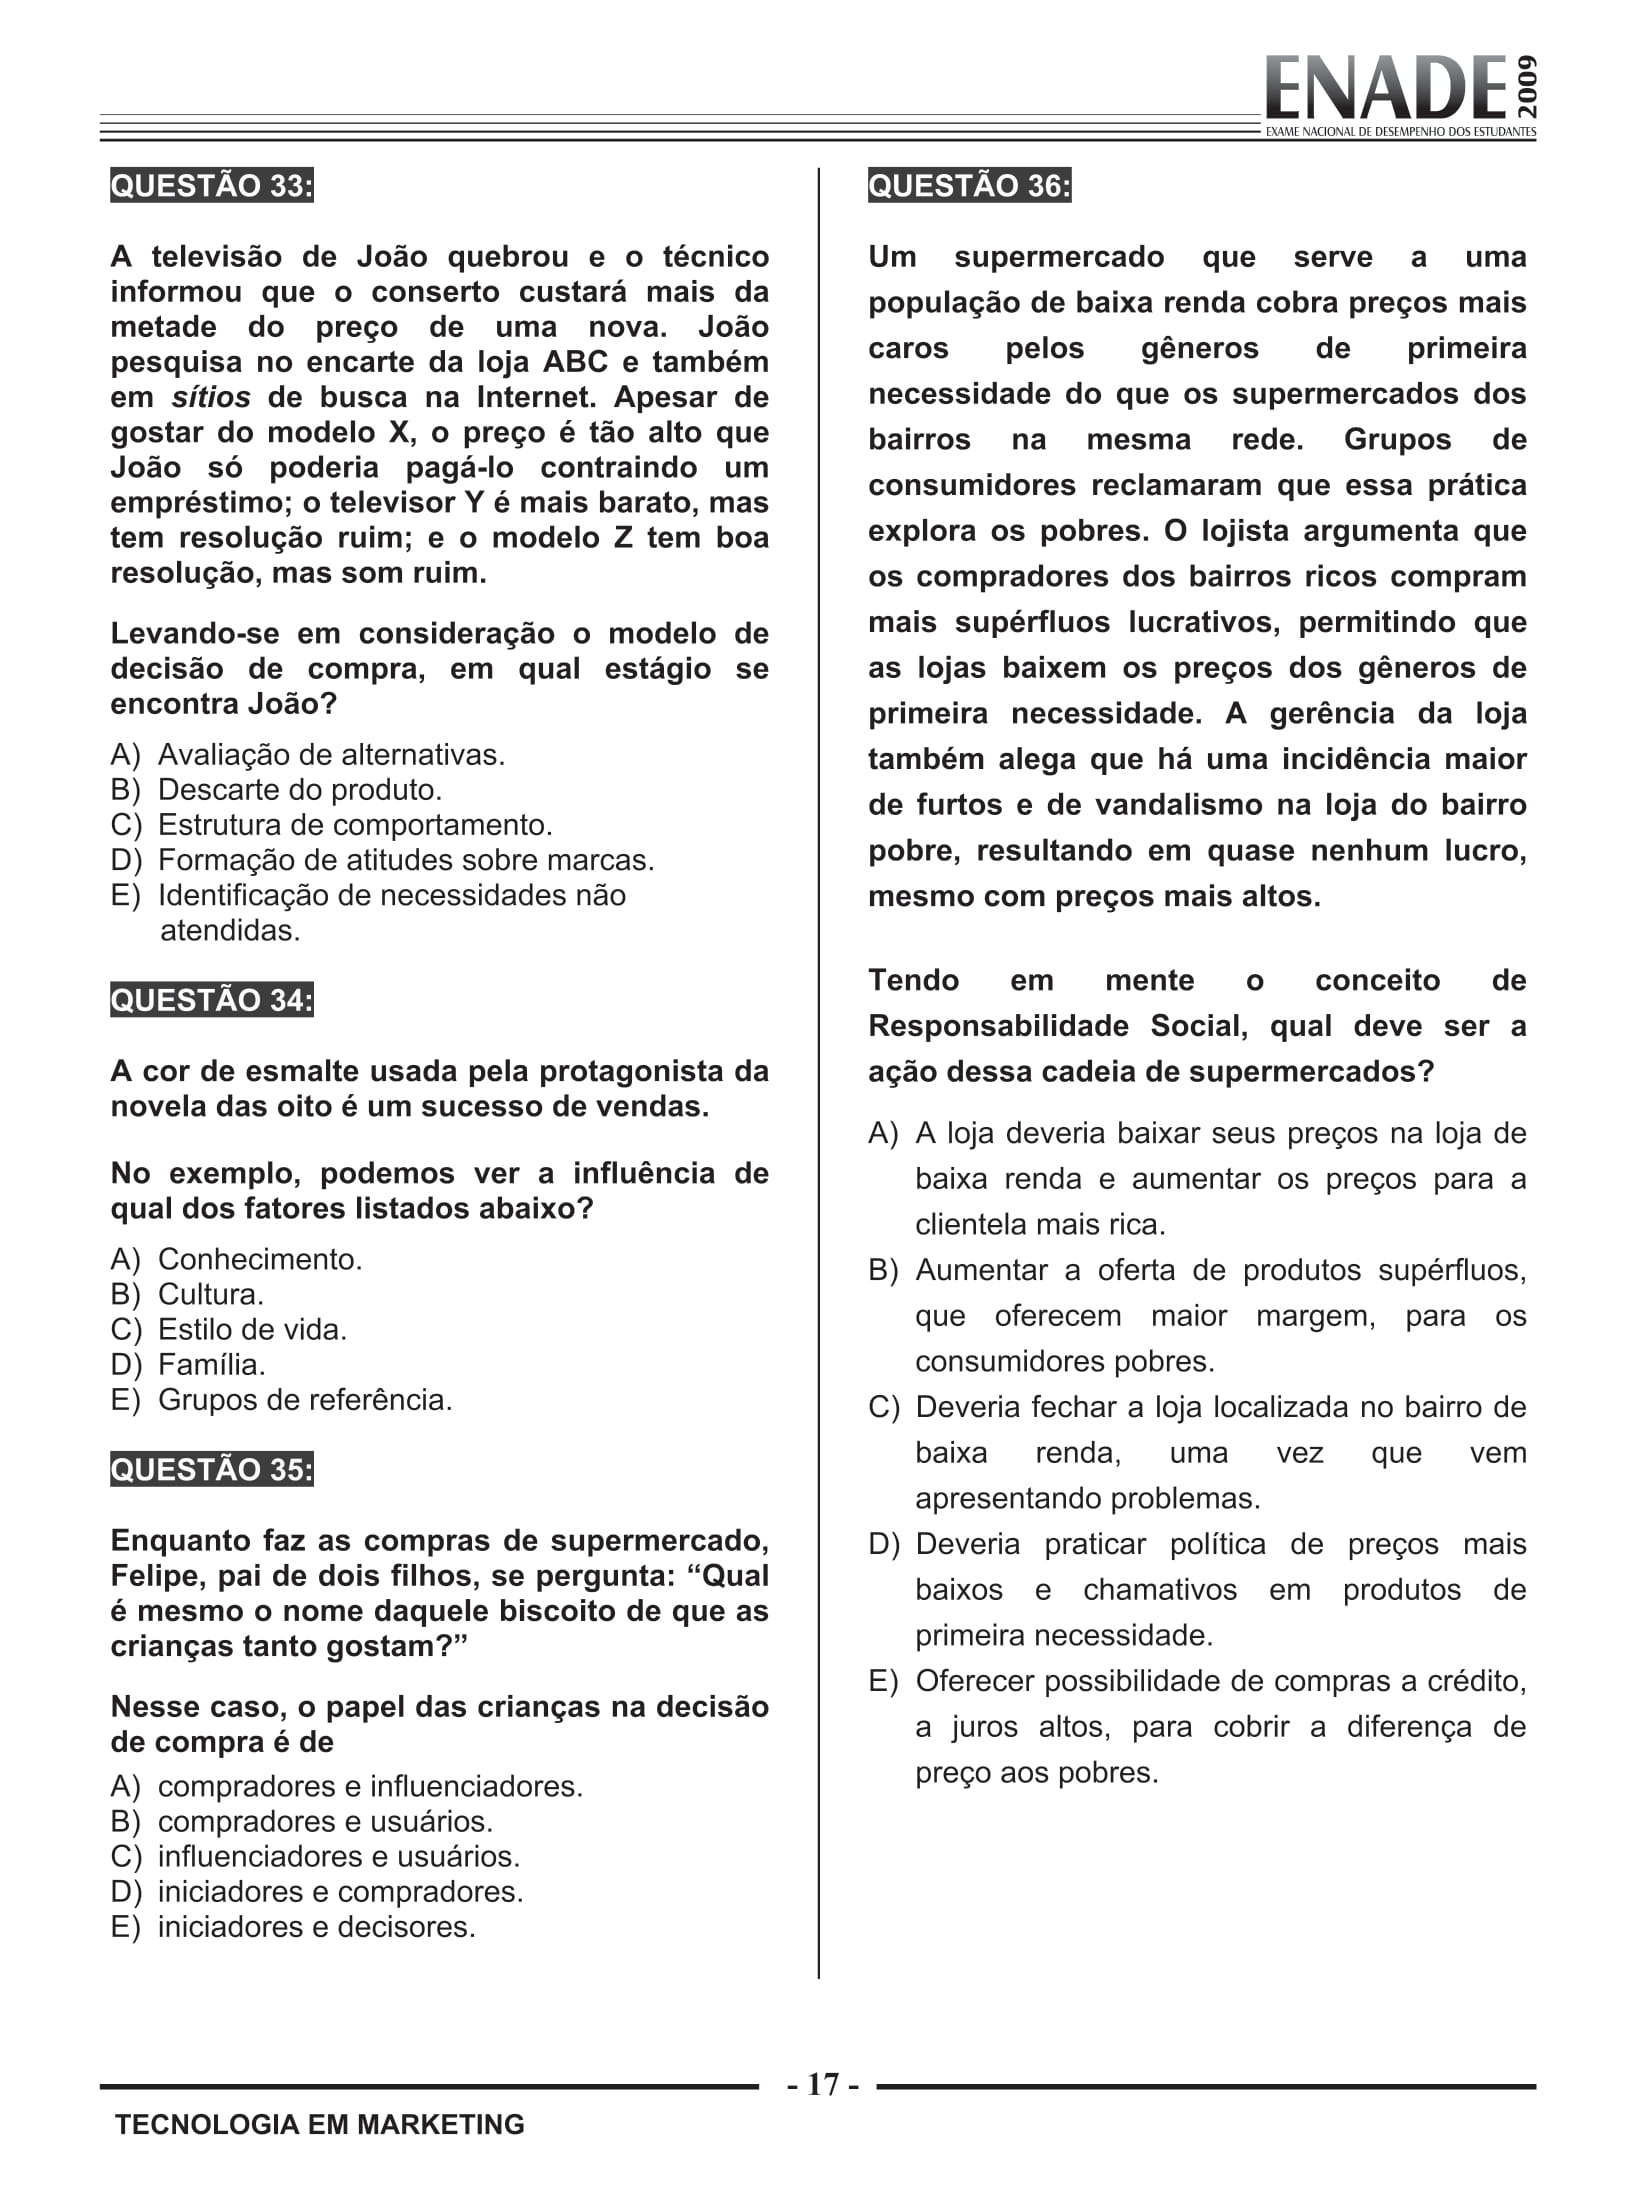 ENADE 2009
EXAME NACIONAL DE DESEMPENHO DOS ESTUDANTES
QUESTÃO 33:
A televisão de João quebrou e o técnico
informou que o conserto custará mais da
metade do preço de uma nova. João
pesquisa no encarte da loja ABC e também
em sítios de busca na Internet. Apesar de
gostar do modelo X, o preço é tão alto que
João só poderia pagá-lo contraindo um
empréstimo; o televisor Y é mais barato, mas
tem resolução ruim; e o modelo Z tem boa
resolução, mas som ruim.
Levando-se em consideração o modelo de
decisão de compra, em qual estágio se
encontra João?
A) Avaliação de alternativas.
B) Descarte do produto.
C) Estrutura de comportamento.
D) Formação de atitudes sobre marcas.
E) Identificação de necessidades não
atendidas.
QUESTÃO 34:
A cor de esmalte usada pela protagonista da
novela das oito é um sucesso de vendas.
No exemplo, podemos ver a influência de
qual dos fatores listados abaixo?
A) Conhecimento.
B) Cultura.
C) Estilo de vida.
D) Família.
E) Grupos de referência.
QUESTÃO 35:
Enquanto faz as compras de supermercado,
Felipe, pai de dois filhos, se pergunta: “Qual
é mesmo o nome daquele biscoito de que as
crianças tanto gostam?”
Nesse caso, o papel das crianças na decisão
de compra é de
A) compradores e influenciadores.
B) compradores e usuários.
C) influenciadores e usuários.
D) iniciadores e compradores.
E) iniciadores e decisores.
QUESTÃO 36:
Um supermercado que serve a uma
população de baixa renda cobra preços mais
caros pelos gêneros de primeira
necessidade do que os supermercados dos
bairros na mesma rede. Grupos de
consumidores reclamaram que essa prática
explora os pobres. O lojista argumenta que
os compradores dos bairros ricos compram
mais supérfluos lucrativos, permitindo que
as lojas baixem os preços dos gêneros de
primeira necessidade. A gerência da loja
também alega que há uma incidência maior
de furtos e de vandalismo na loja do bairro
pobre, resultando em quase nenhum lucro,
mesmo com preços mais altos.
Tendo em mente o conceito de
Responsabilidade Social, qual deve ser a
ação dessa cadeia de supermercados?
A) A loja deveria baixar seus preços na loja de
baixa renda e aumentar os preços para a
clientela mais rica.
B) Aumentar a oferta de produtos supérfluos,
que oferecem maior margem, para os
consumidores pobres.
C) Deveria fechar a loja localizada no bairro de
baixa renda, uma vez que vem
apresentando problemas.
D) Deveria praticar política de preços mais
baixos e chamativos em produtos de
primeira necessidade.
E) Oferecer possibilidade de compras a crédito,
a juros altos, para cobrir a diferença de
preço aos pobres.
- 17 -
TECNOLOGIA EM MARKETING